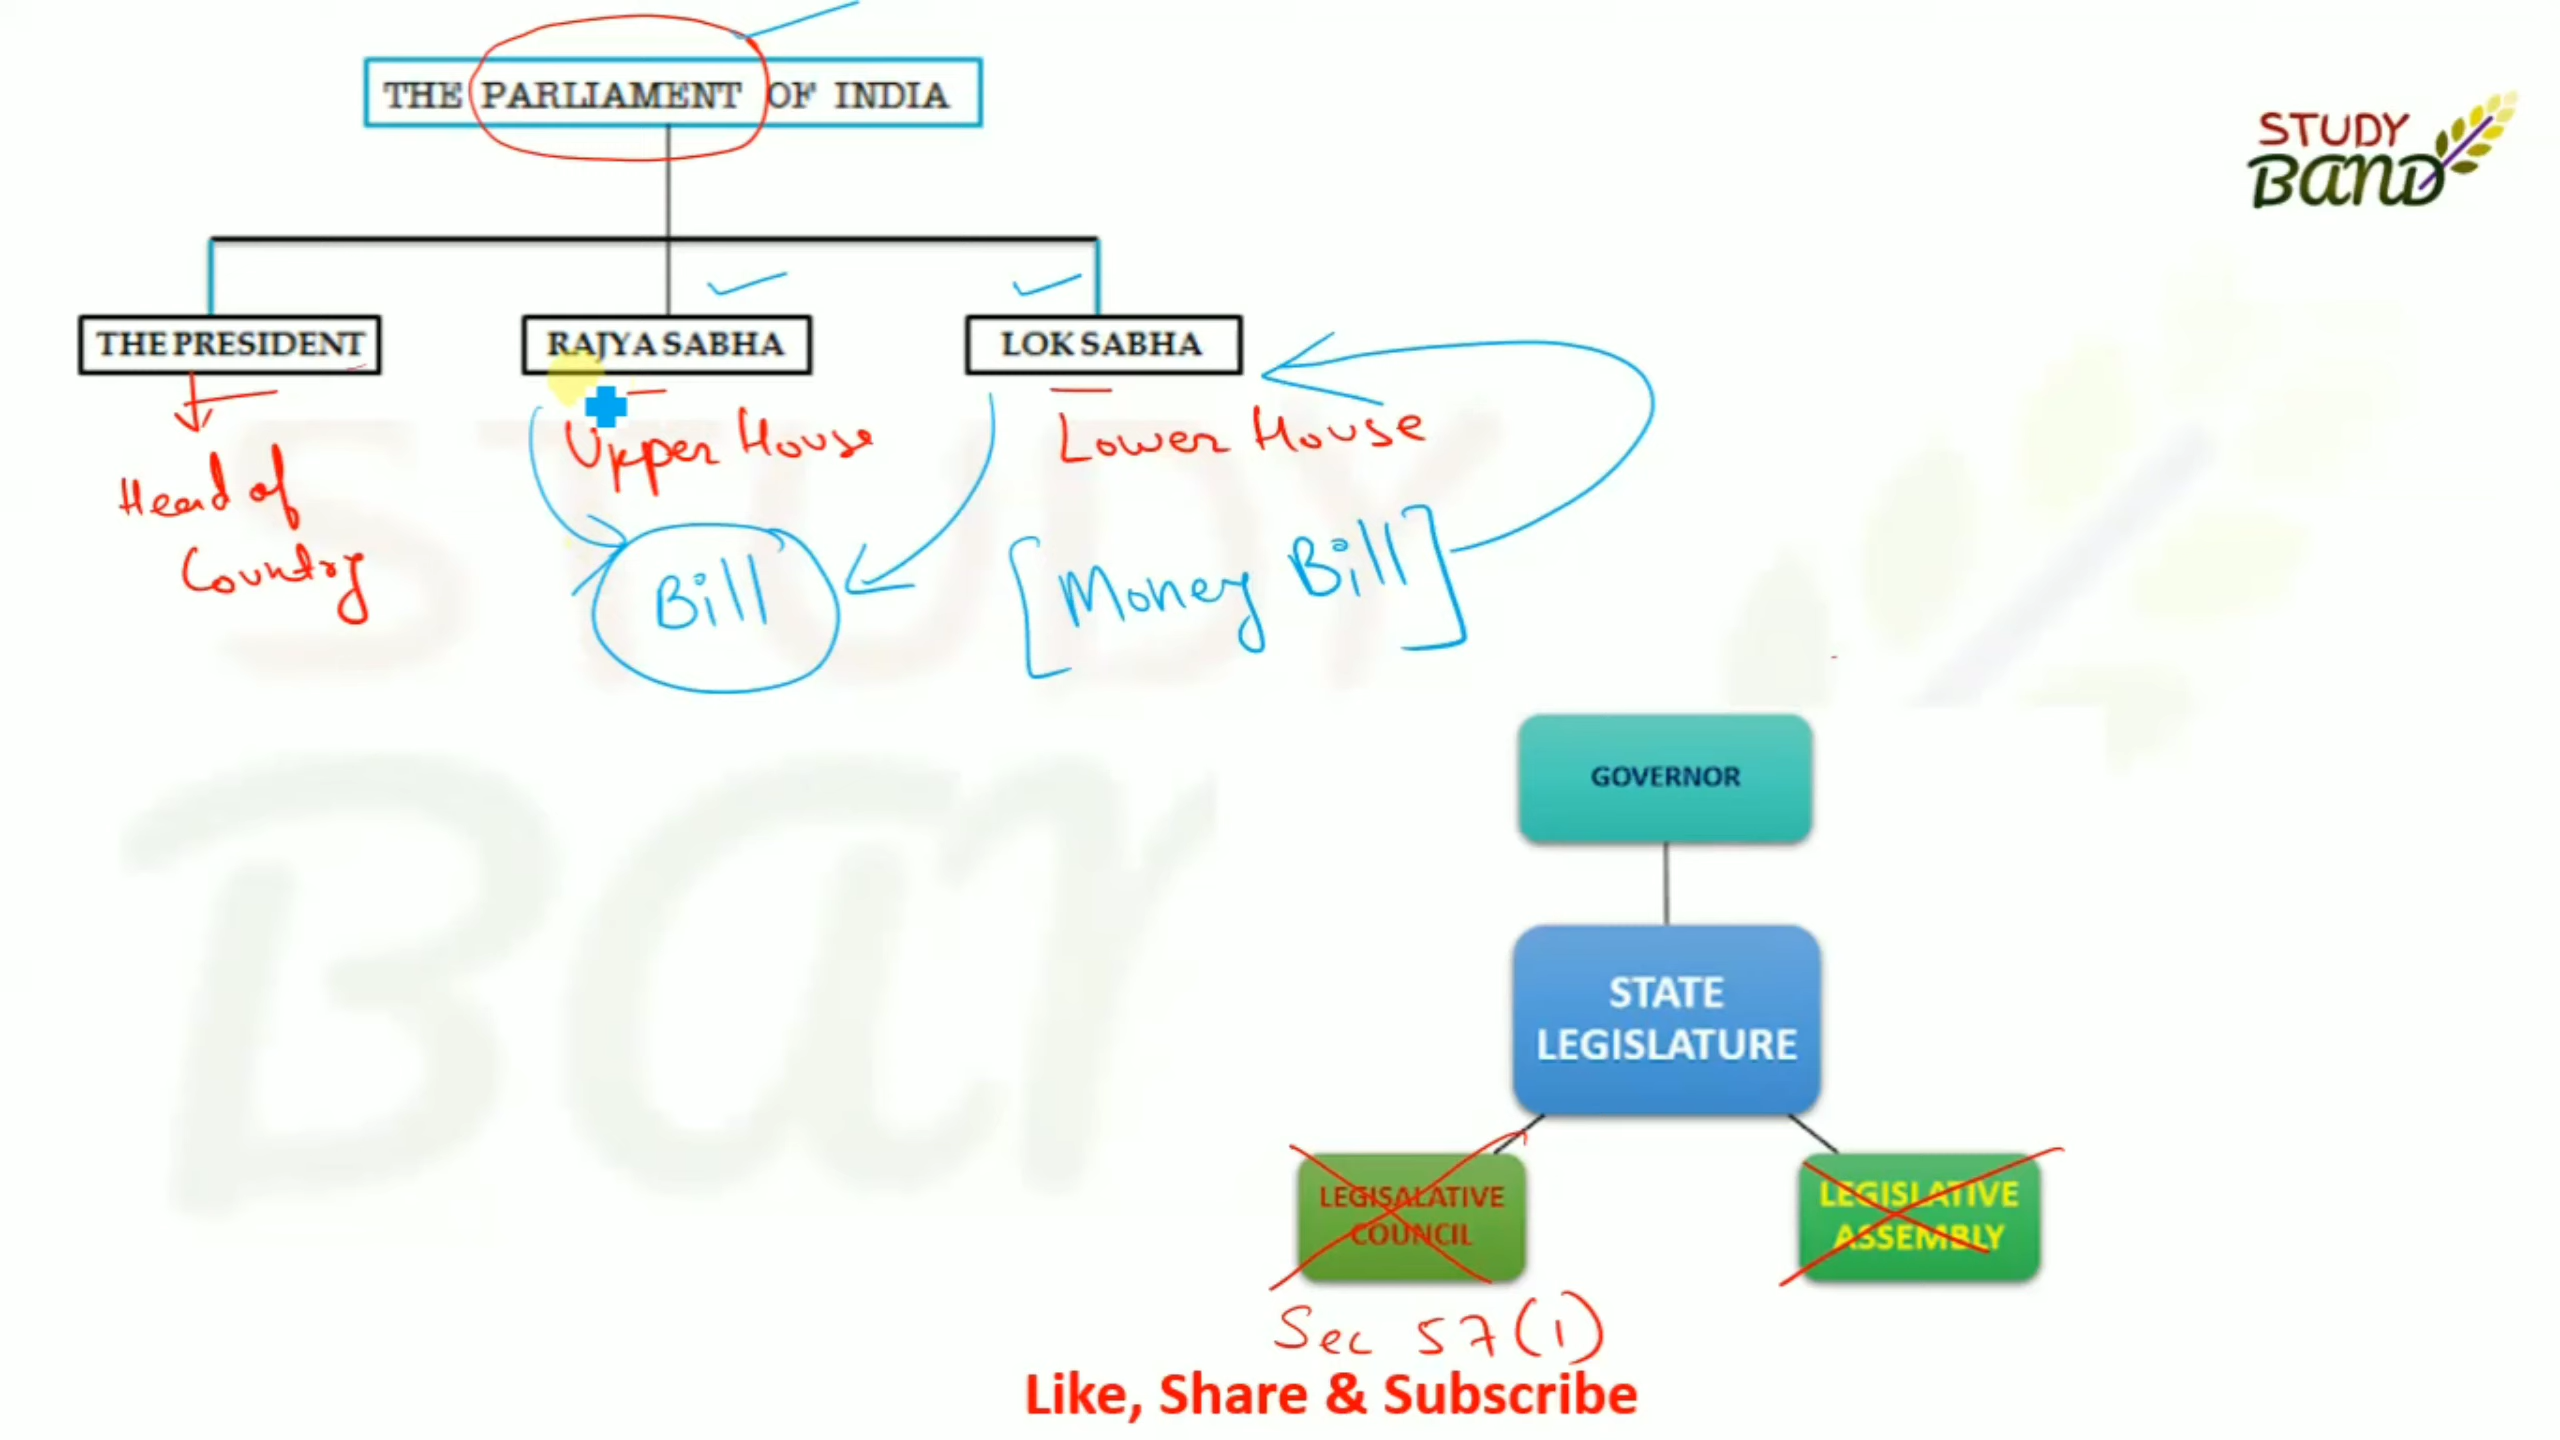 THE PARLIAMENT OF INDIA
STUDY
BAND
THE PRESIDENT
RAJYA SABHA
LOK SABHA
Head of
Country
Upper House
Lower House
Bill
[Money Bill]
GOVERNOR
STATE
LEGISLATURE
LEGISALATIVE
COUNCIL
LEGISLATIVE
ASSEMBLY
Sec 57(1)
Like, Share & Subscribe